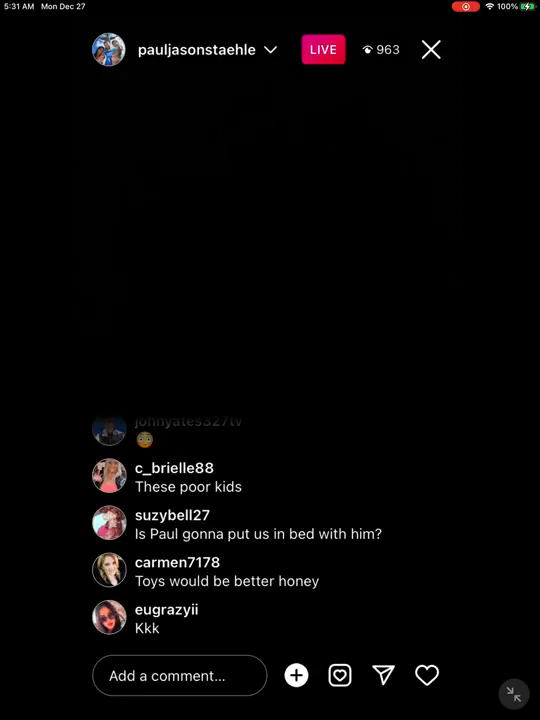 5:31 AM Mon Dec 27
100%
pauljasonstaehle
LIVE
963
johnyates327tv
😳
c_brielle88
These poor kids
suzybell27
Is Paul gonna put us in bed with him?
carmen7178
Toys would be better honey
eugrazyii
Kkk
Add a comment...